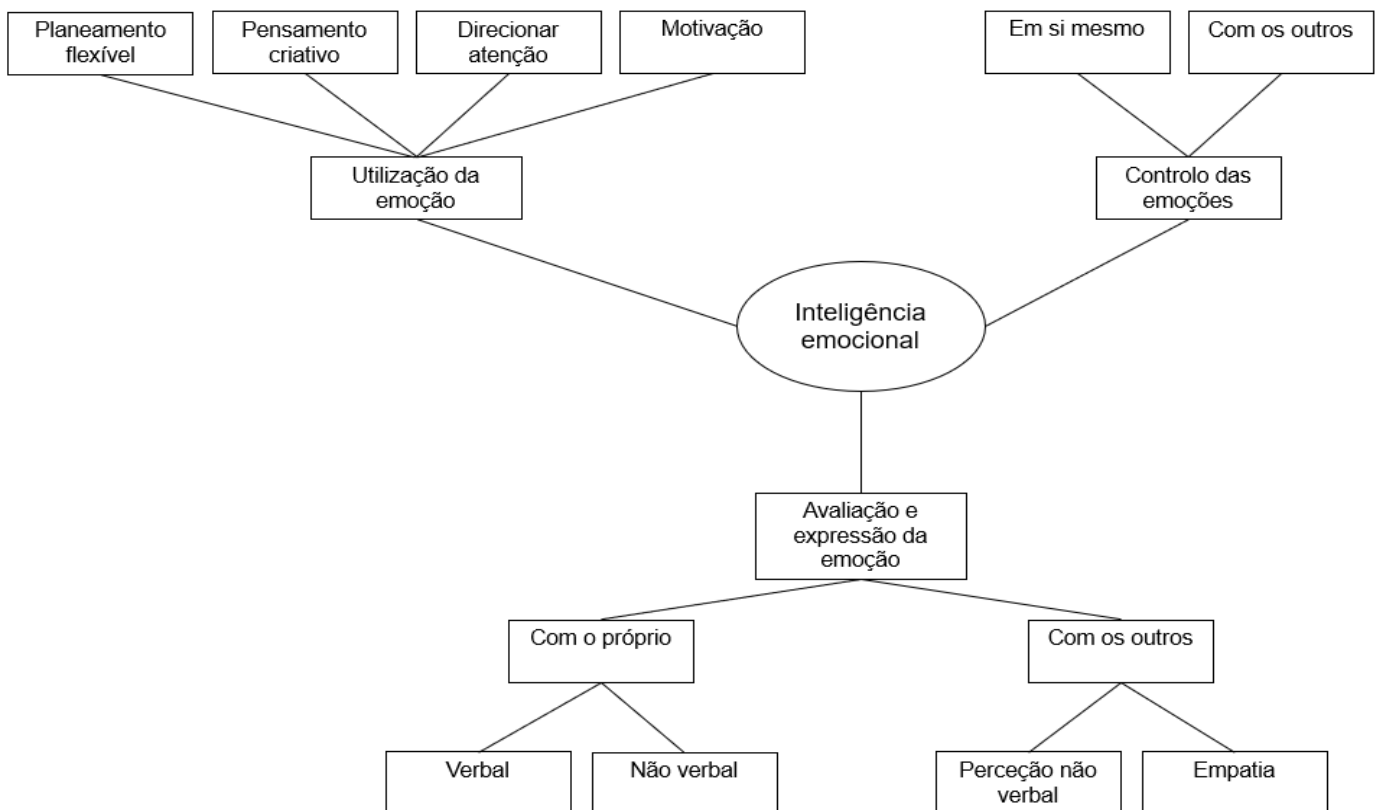 Planeamento
flexível
Pensamento
criativo
Direcionar
atenção
Motivação
Em si mesmo
Com os outros
Utilização da
emoção
Controlo das
emoções
Inteligência
emocional
Avaliação e
expressão da
emoção
Com o próprio
Com os outros
Verbal
Não verbal
Perceção não
verbal
Empatia